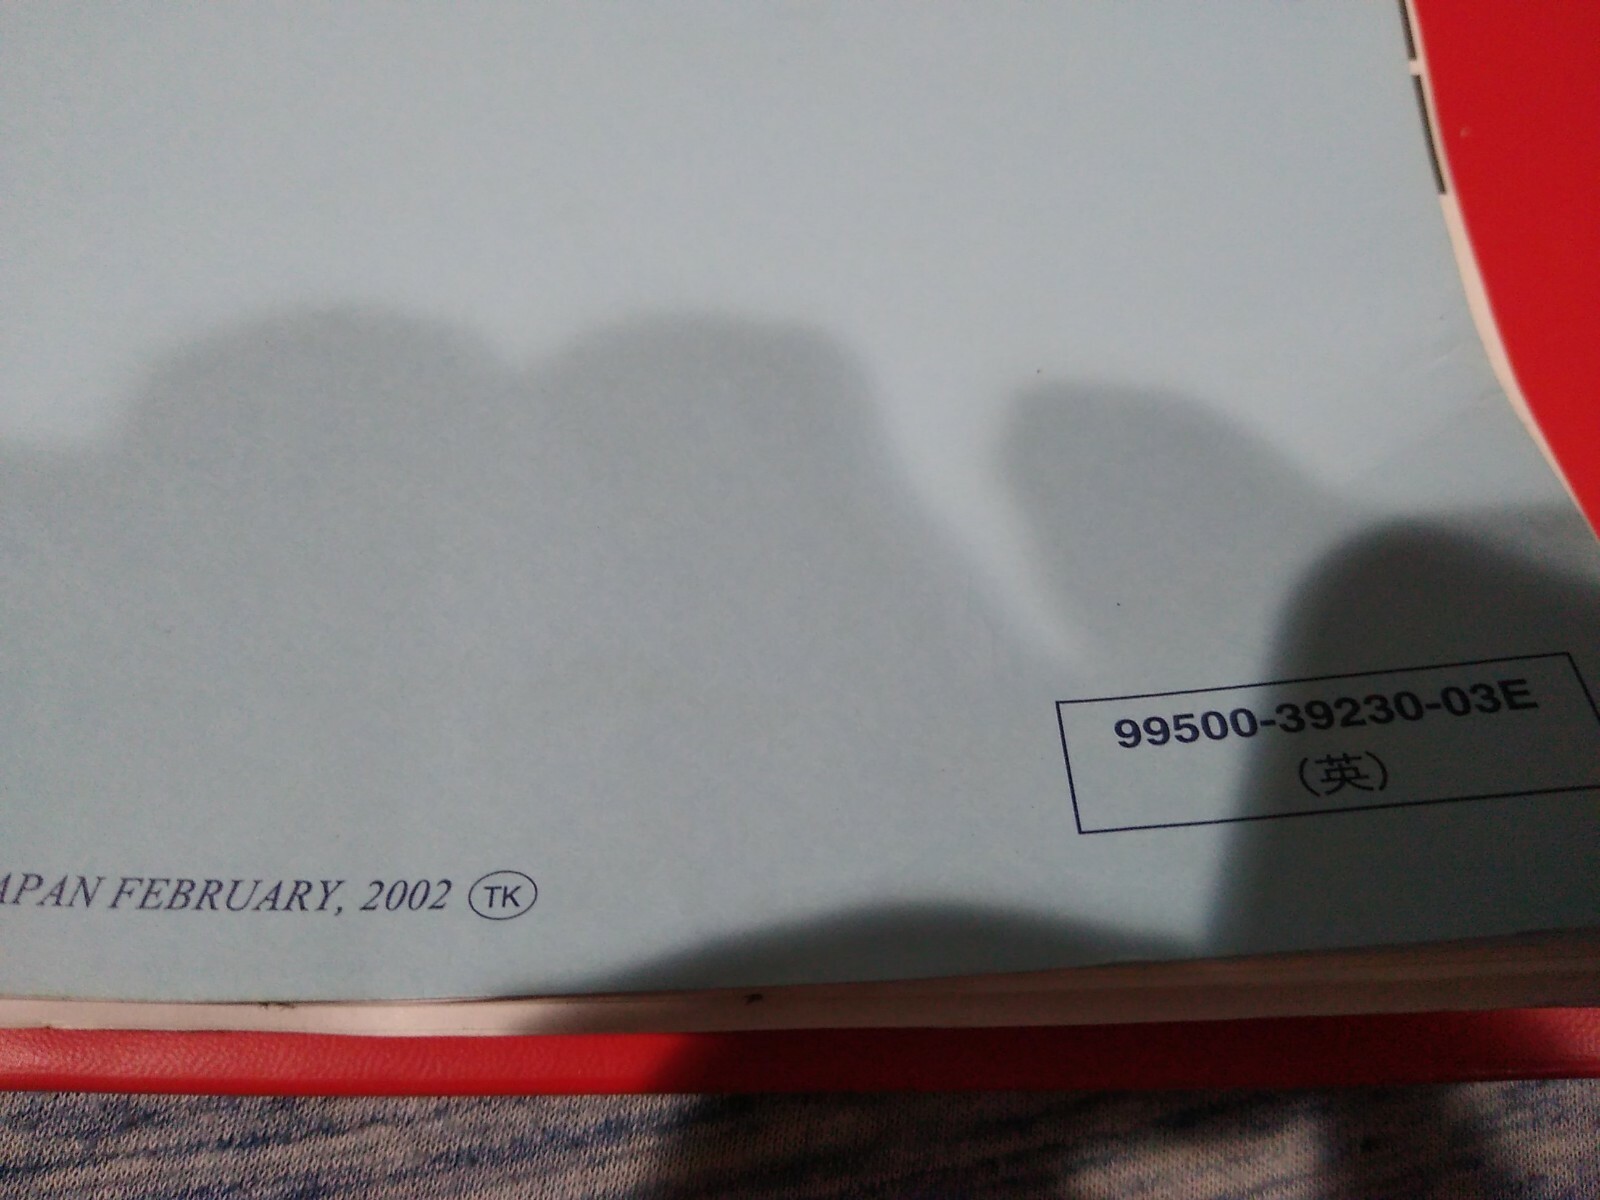 99500-39230-03E
(英)
APAN FEBRUARY, 2002 TK